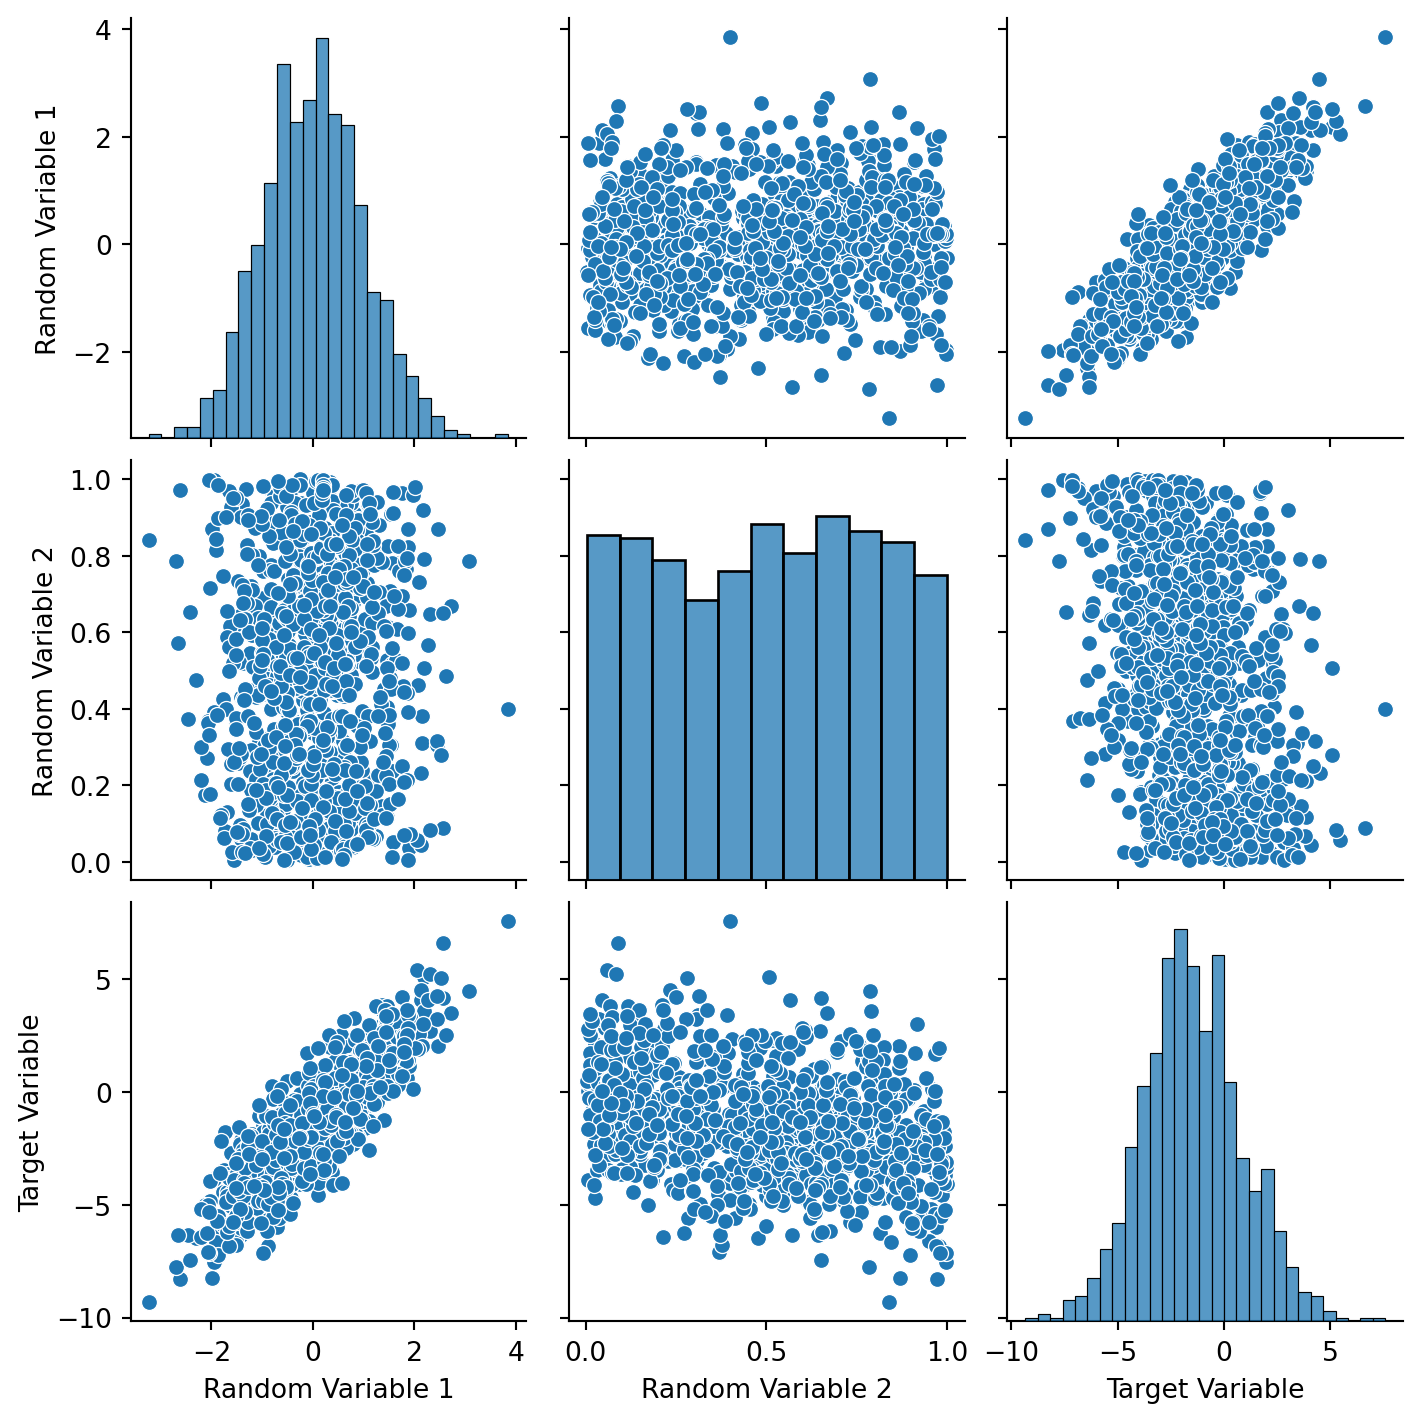 4
2
0
−2
Random Variable 1
1.0
0.8
0.6
0.4
0.2
0.0
Random Variable 2
5
0
−5
−10
Target Variable
−2 0 2 4 0.0 0.5 1.0 −10 −5 0 5
Random Variable 1 Random Variable 2 Target Variable